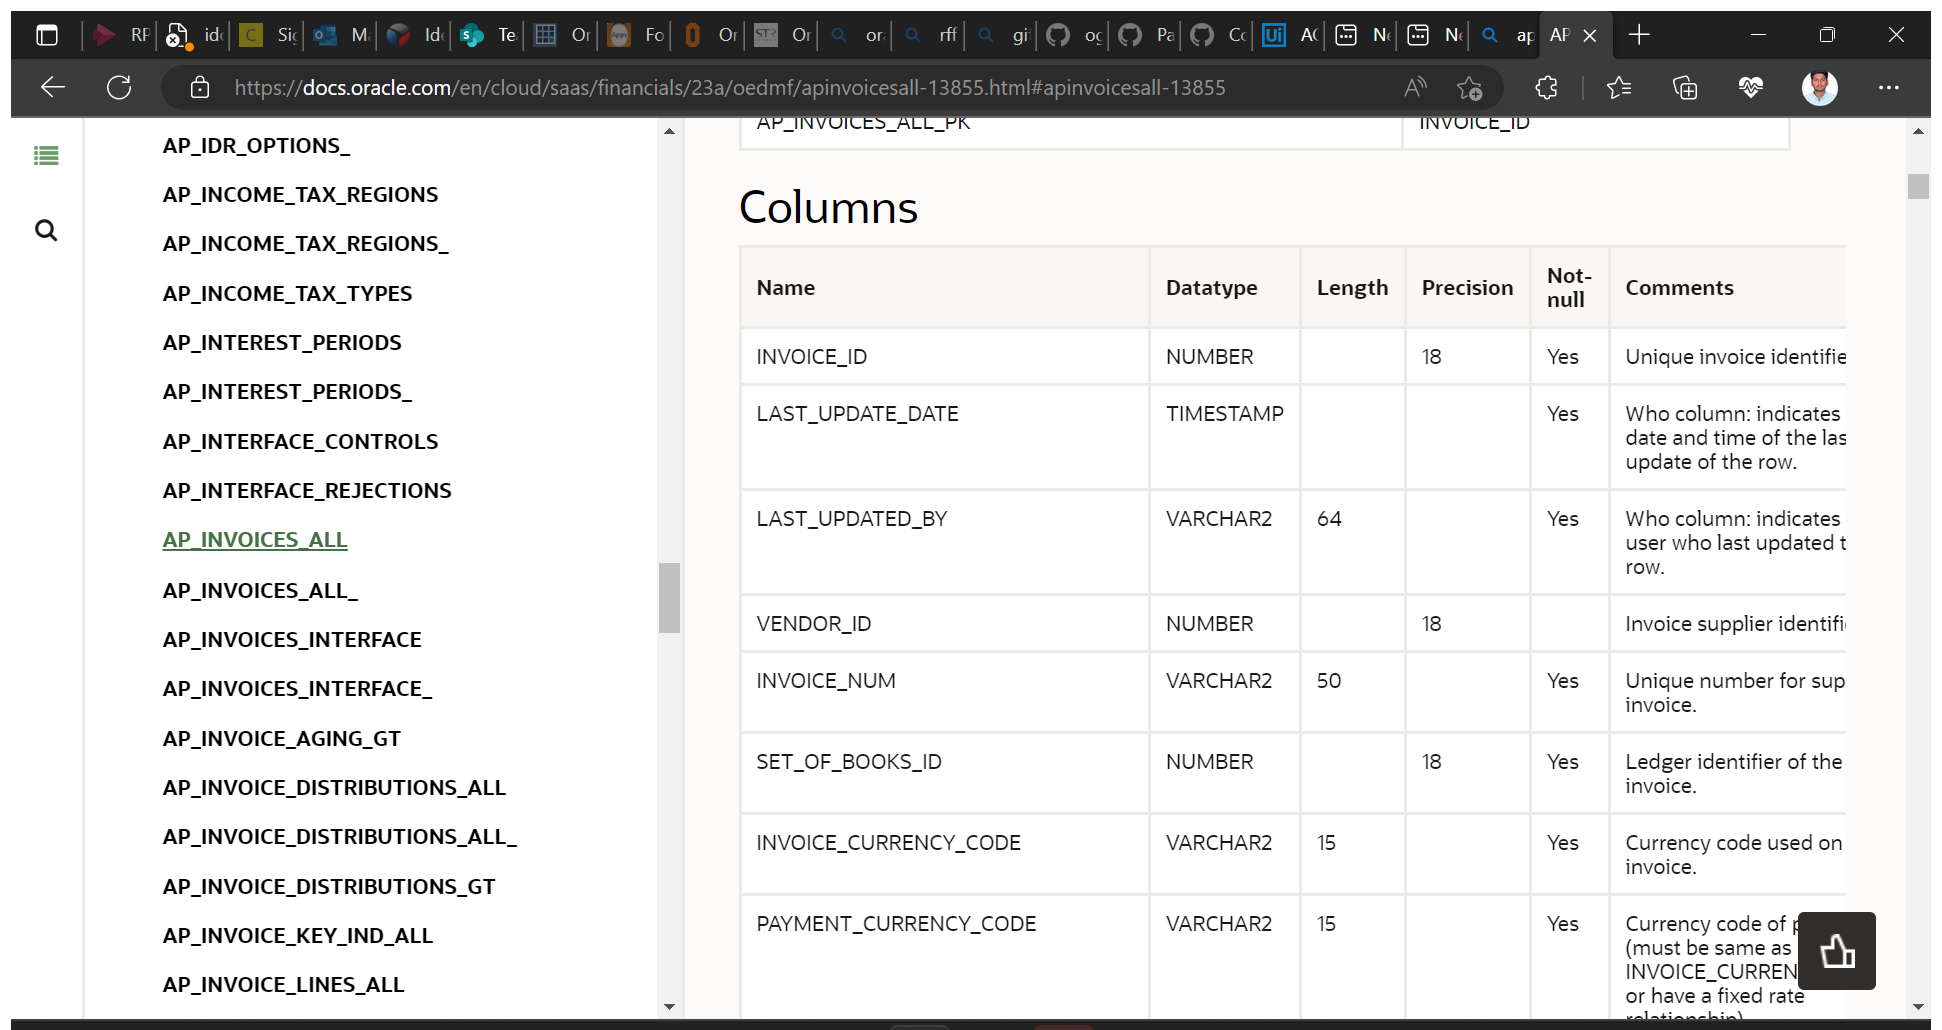 RP
ido
C
Sig
Ma
Ide
Te
Or
Fo
Or
Or
or
rff
gi
og
Pa
Co
Ui
AC
Ne
Ne
ap
AP
https://docs.oracle.com/en/cloud/saas/financials/23a/oedmf/apinvoicesall-13855.html#apinvoicesall-13855
AP_IDR_OPTIONS_
AP_INCOME_TAX_REGIONS
AP_INCOME_TAX_REGIONS_
AP_INCOME_TAX_TYPES
AP_INTEREST_PERIODS
AP_INTEREST_PERIODS_
AP_INTERFACE_CONTROLS
AP_INTERFACE_REJECTIONS
AP_INVOICES_ALL
AP_INVOICES_ALL_
AP_INVOICES_INTERFACE
AP_INVOICES_INTERFACE_
AP_INVOICE_AGING_GT
AP_INVOICE_DISTRIBUTIONS_ALL
AP_INVOICE_DISTRIBUTIONS_ALL_
AP_INVOICE_DISTRIBUTIONS_GT
AP_INVOICE_KEY_IND_ALL
AP_INVOICE_LINES_ALL
AP_INVOICES_ALL_PK INVOICE_ID
Columns
Name Datatype Length Precision Not-
null Comments
INVOICE_ID NUMBER 18 Yes Unique invoice identifie
LAST_UPDATE_DATE TIMESTAMP Yes Who column: indicates
date and time of the las
update of the row.
LAST_UPDATED_BY VARCHAR2 64 Yes Who column: indicates
user who last updated t
row.
VENDOR_ID NUMBER 18 Invoice supplier identifi
INVOICE_NUM VARCHAR2 50 Yes Unique number for sup
invoice.
SET_OF_BOOKS_ID NUMBER 18 Yes Ledger identifier of the
invoice.
INVOICE_CURRENCY_CODE VARCHAR2 15 Yes Currency code used on
invoice.
PAYMENT_CURRENCY_CODE VARCHAR2 15 Yes Currency code of p
(must be same as
INVOICE_CURREN
or have a fixed rate
relationship)